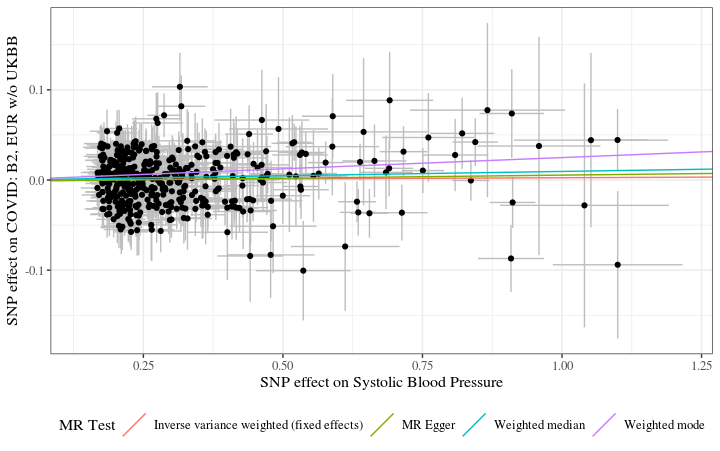 SNP effect on COVID: B2, EUR w/o UKBB
0.1
0.0
-0.1
0.25
0.50
0.75
1.00
1.25
SNP effect on Systolic Blood Pressure
MR Test
Inverse variance weighted (fixed effects)
MR Egger
Weighted median
Weighted mode